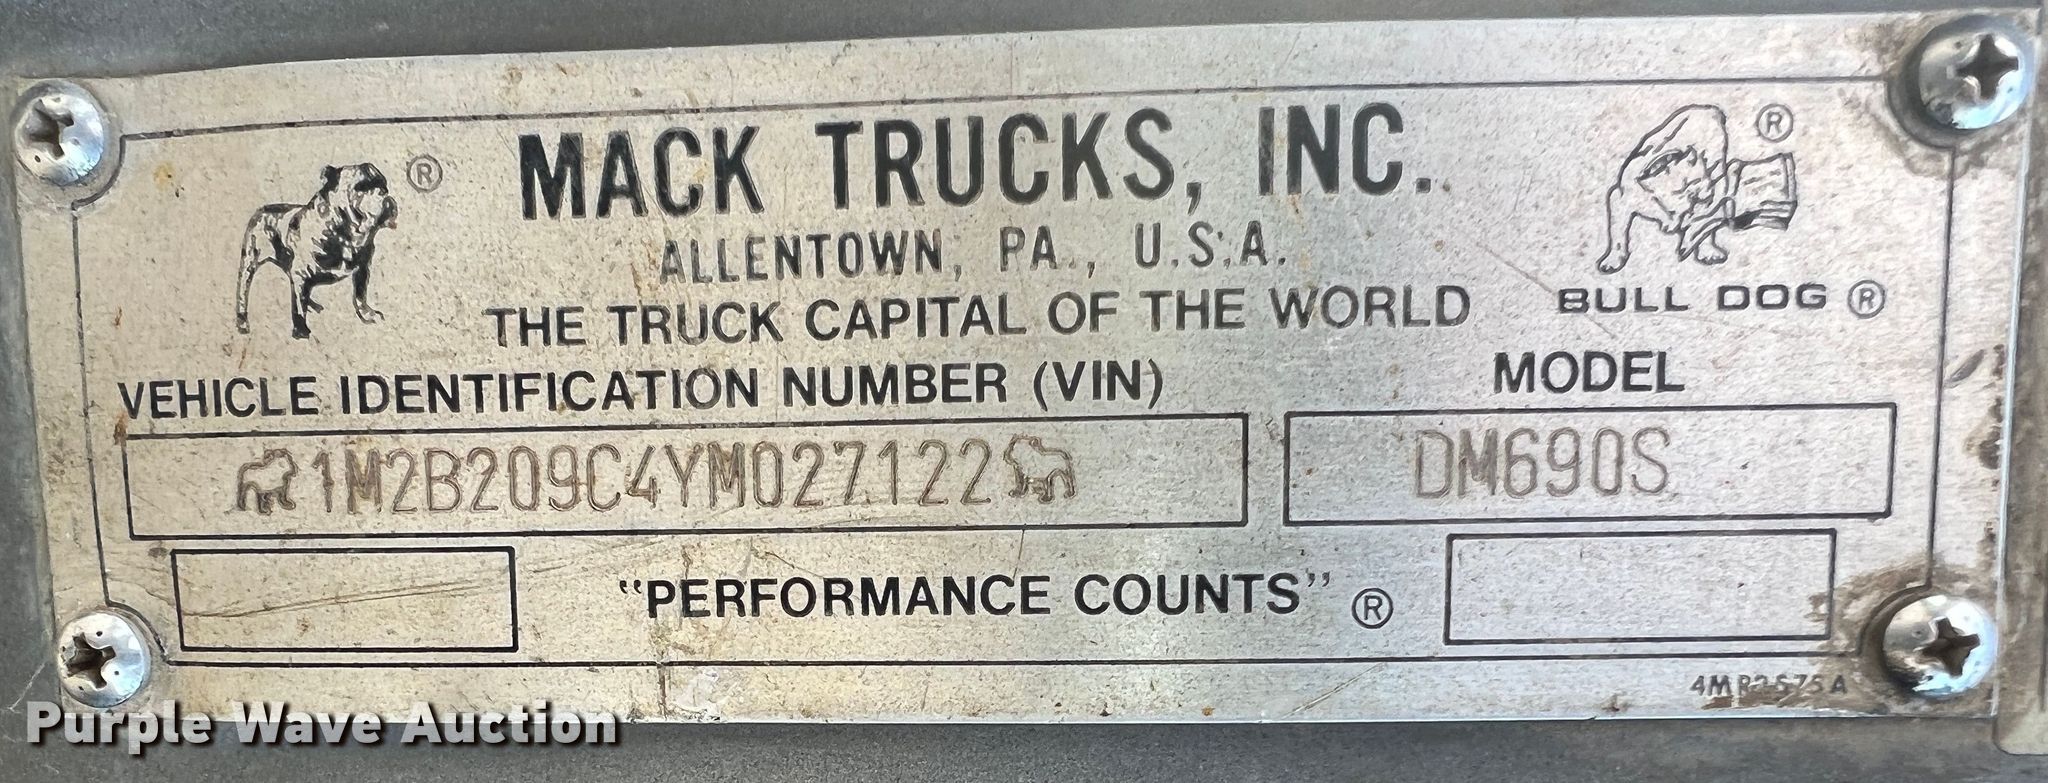 MACK TRUCKS, INC.
ALLENTOWN, PA., U.S.A.
THE TRUCK CAPITAL OF THE WORLD
®
®
BULL DOG ®
VEHICLE IDENTIFICATION NUMBER (VIN)
MODEL
1M2B209C4YM027122
DM690S
"PERFORMANCE COUNTS" ®
Purple Wave Auction